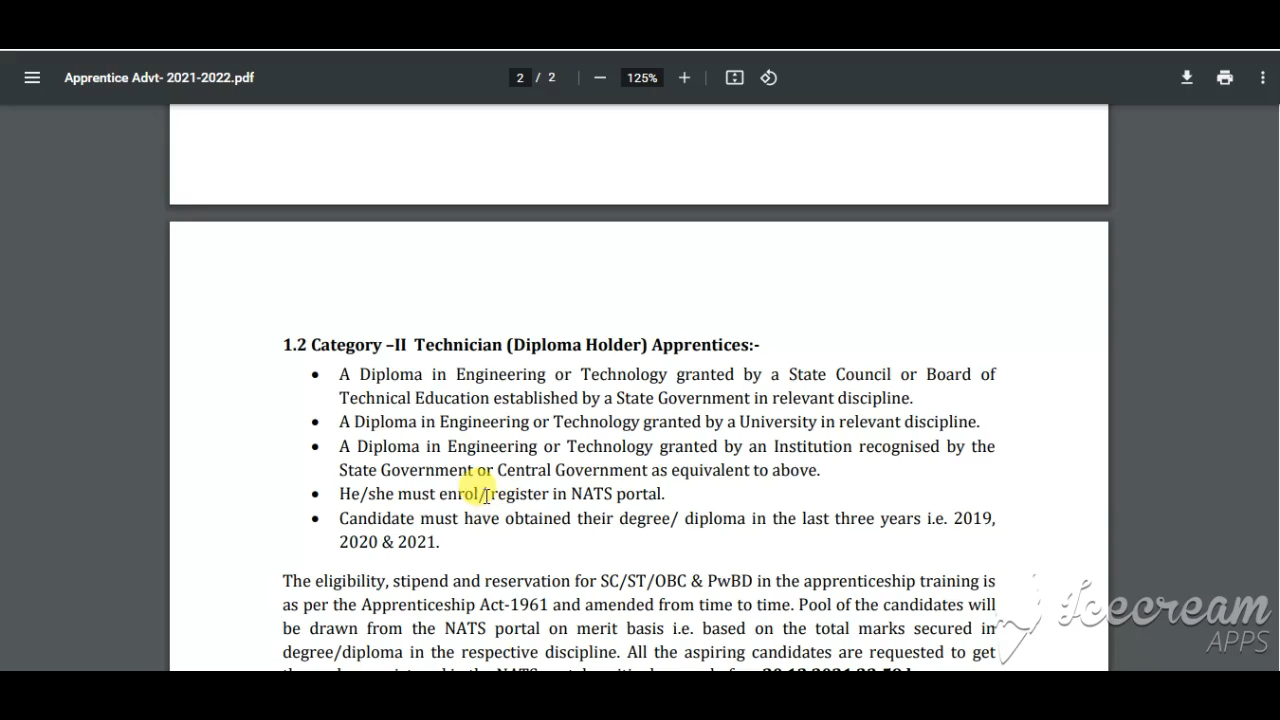 Apprentice Advt- 2021-2022.pdf
2 / 2
125%
1.2 Category –II Technician (Diploma Holder) Apprentices:-
• A Diploma in Engineering or Technology granted by a State Council or Board of
Technical Education established by a State Government in relevant discipline.
• A Diploma in Engineering or Technology granted by a University in relevant discipline.
• A Diploma in Engineering or Technology granted by an Institution recognised by the
State Government or Central Government as equivalent to above.
• He/she must enrol/register in NATS portal.
• Candidate must have obtained their degree/ diploma in the last three years i.e. 2019,
2020 & 2021.
The eligibility, stipend and reservation for SC/ST/OBC & PwBD in the apprenticeship training is
as per the Apprenticeship Act-1961 and amended from time to time. Pool of the candidates will
be drawn from the NATS portal on merit basis i.e. based on the total marks secured in
degree/diploma in the respective discipline. All the aspiring candidates are requested to get
Icecream
APPS